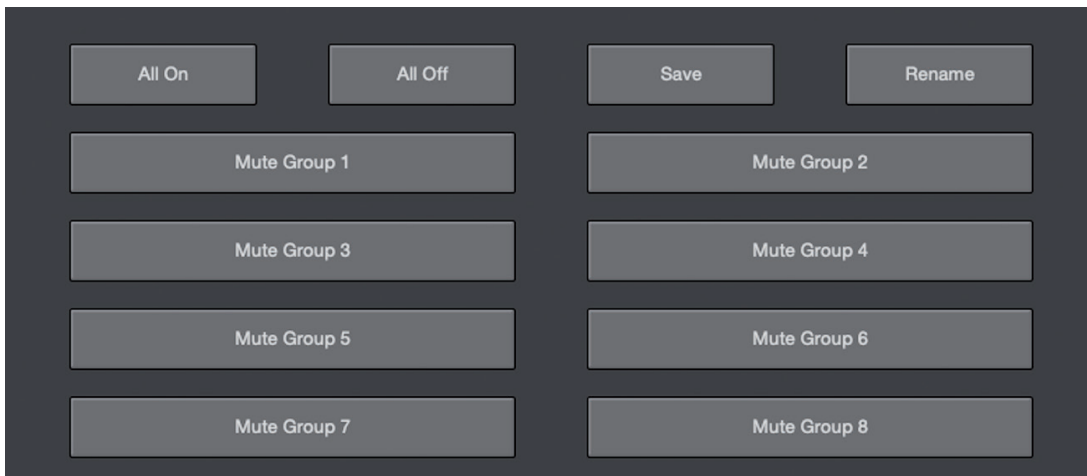 All On All Off Save Rename
Mute Group 1 Mute Group 2
Mute Group 3 Mute Group 4
Mute Group 5 Mute Group 6
Mute Group 7 Mute Group 8